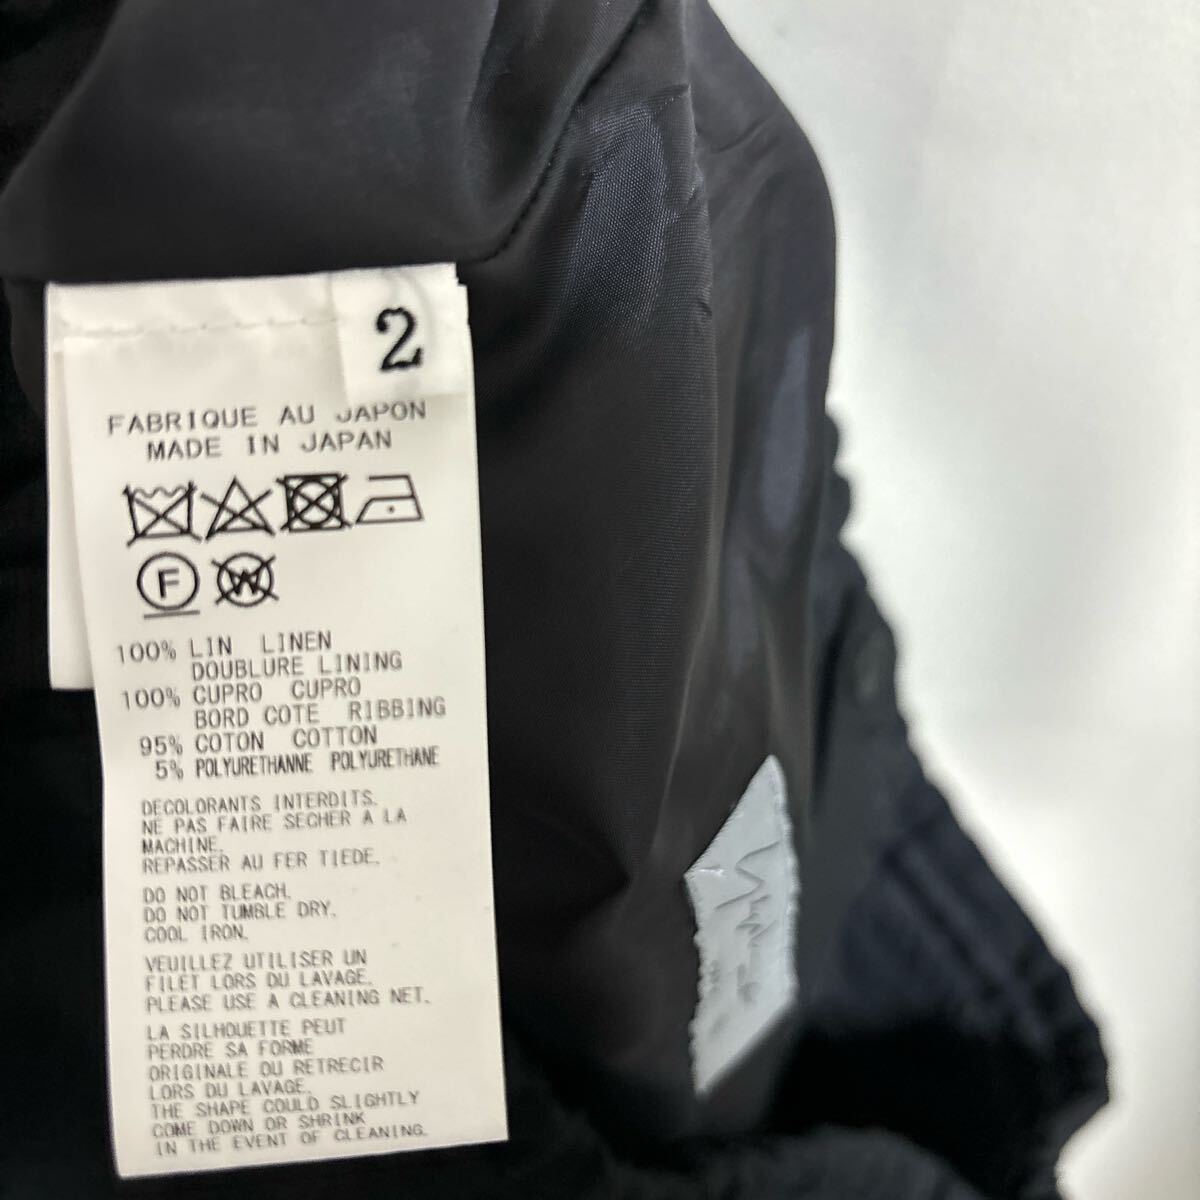 2
FABRIQUE AU JAPON
MADE IN JAPAN
F W
100% LIN LINEN
DOUBLURE LINING
100% CUPRO CUPRO
BORD COTE RIBBING
95% COTON COTTON
5% POLYURETHANNE POLYURETHANE
DECOLORANTS INTERDITS.
NE PAS FAIRE SECHER A LA
MACHINE.
REPASSER AU FER TIEDE.
DO NOT BLEACH.
DO NOT TUMBLE DRY.
COOL IRON.
VEUILLEZ UTILISER UN
FILET LORS DU LAVAGE.
PLEASE USE A CLEANING NET.
LA SILHOUETTE PEUT
PERDRE SA FORME
ORIGINALE OU RETRECIR
LORS DU LAVAGE.
THE SHAPE COULD SLIGHTLY
COME DOWN OR SHRINK
IN THE EVENT OF CLEANING.